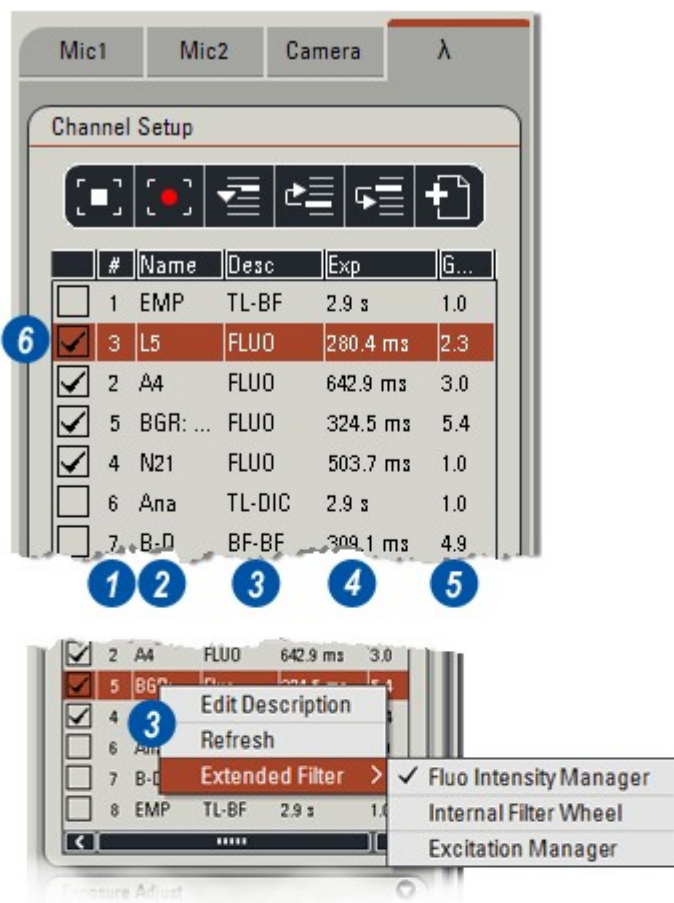 Mic1 Mic2 Camera λ
Channel Setup
# Name Desc Exp G...
1 EMP TL-BF 2.9 s 1.0
6 3 L5 FLUO 280.4 ms 2.3
2 A4 FLUO 642.9 ms 3.0
5 BGR: ... FLUO 324.5 ms 5.4
4 N21 FLUO 503.7 ms 1.0
6 Ana TL-DIC 2.9 s 1.0
7 B-D BF-BF 309.1 ms 4.9
1 2 3 4 5
2 A4 FLUO 642.9 ms 3.0
5
4 3 Edit Description
6 Refresh
7 B-D Extended Filter > Fluo Intensity Manager
8 EMP TL-BF 2.9 s 1.0 Internal Filter Wheel
Excitation Manager
Exposure Adjust